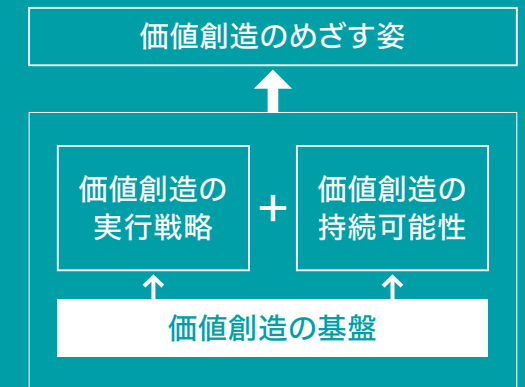 価値創造のめざす姿
価値創造の
実行戦略
+
価値創造の
持続可能性
価値創造の基盤